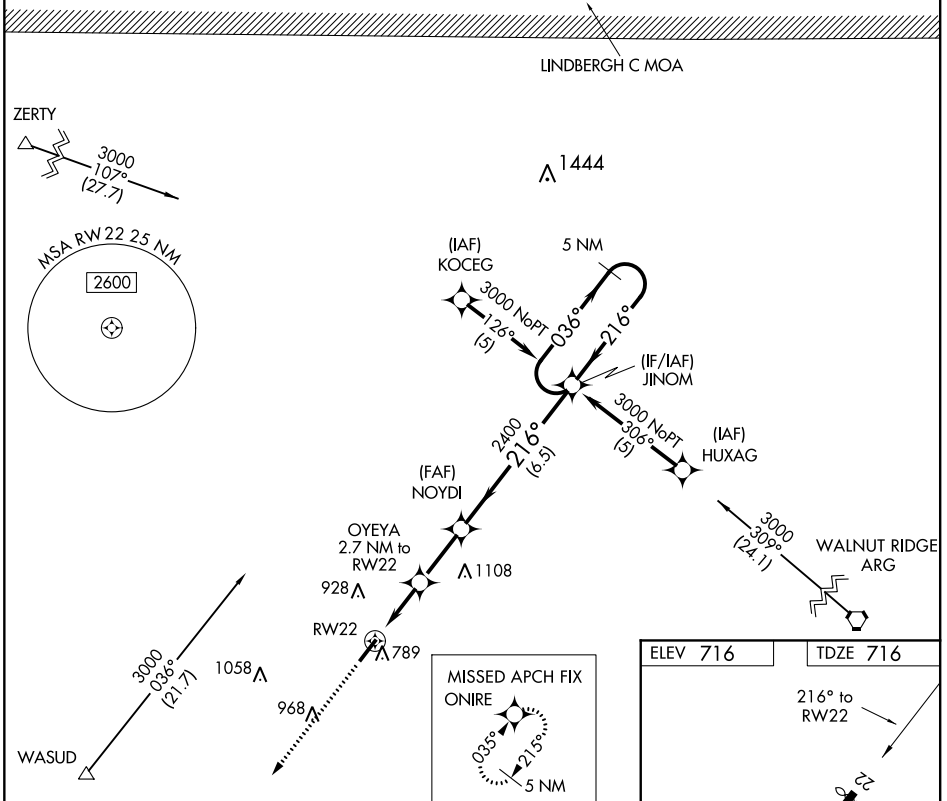 LINDBERGH C MOA
ZERTY
3000
107°
(27.7)
1444
MSA RW 22 25 NM
2600
(IAF)
KOCEG
5 NM
3000 NoPT
126°
(5)
036°
216°
(IF/IAF)
JINOM
3000 NoPT
306°
(5)
(IAF)
HUXAG
2400
216°
(6.5)
(FAF)
NOYDI
3000
309°
(24.1)
WALNUT RIDGE
ARG
OYEYA
2.7 NM to
RW22
1108
928
RW22
789
3000
036°
(21.7)
1058
968
WASUD
MISSED APCH FIX
ONIRE
035°
215°
5 NM
ELEV 716
TDZE 716
216° to
RW22
22